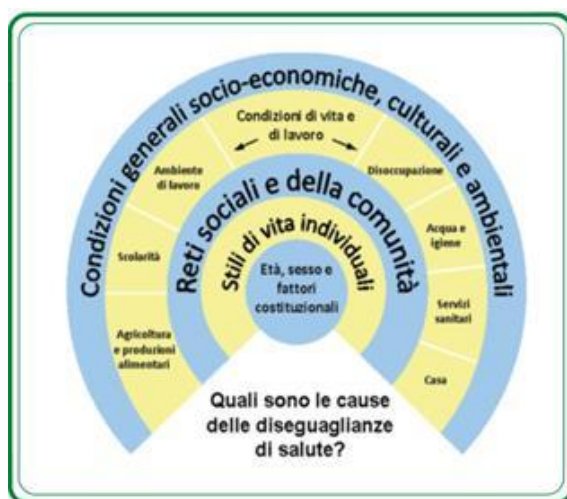 Condizioni generali socio-economiche, culturali e ambientali
Condizioni di vita e
di lavoro
Ambiente
di lavoro
Disoccupazione
Reti sociali e della comunità
Stili di vita individuali
Acqua e
igiene
Scolarità
Età, sesso e
fattori
costituzionali
Servizi
sanitari
Agricoltura
e produzioni
alimentari
Casa
Quali sono le cause
delle diseguaglianze
di salute?